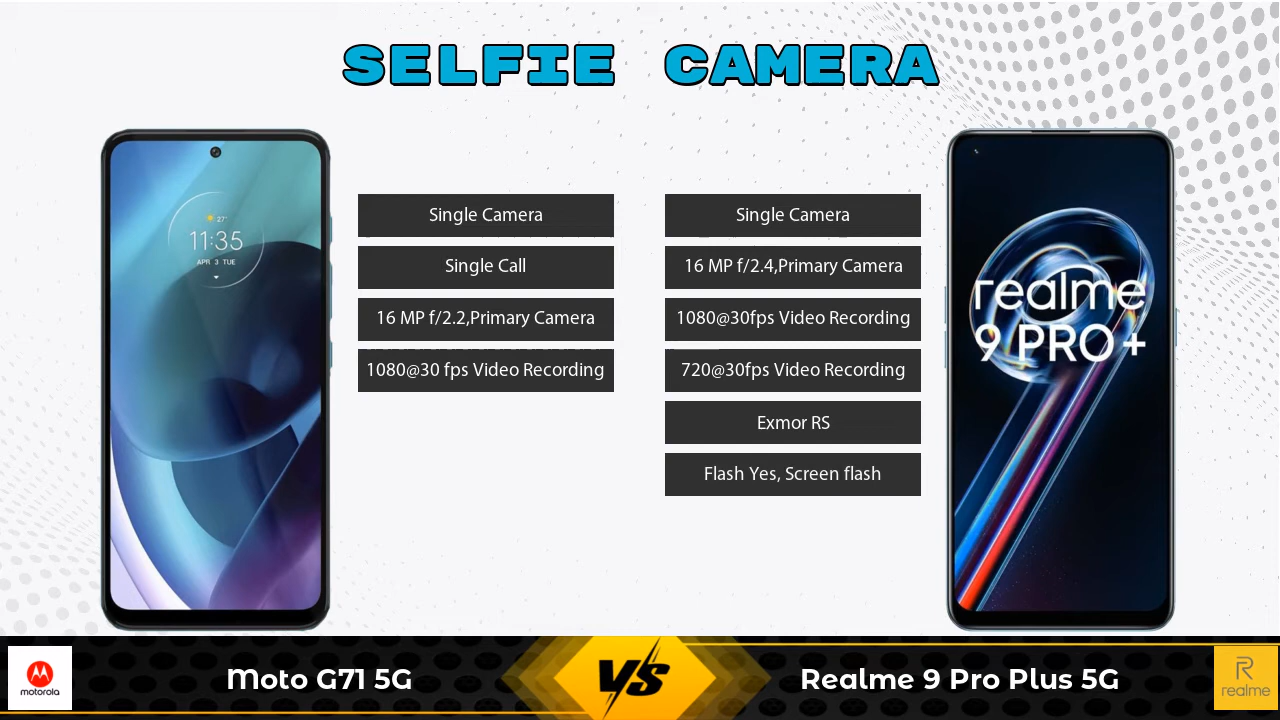 SELFIE CAMERA
27°
11:35
APR 3 TUE
Single Camera
Single Call
16 MP f/2.2,Primary Camera
1080@30 fps Video Recording
Single Camera
16 MP f/2.4,Primary Camera
1080@30fps Video Recording
720@30fps Video Recording
Exmor RS
Flash Yes, Screen flash
realme
9 PRO+
motorola
Moto G71 5G
VS
Realme 9 Pro Plus 5G
realme